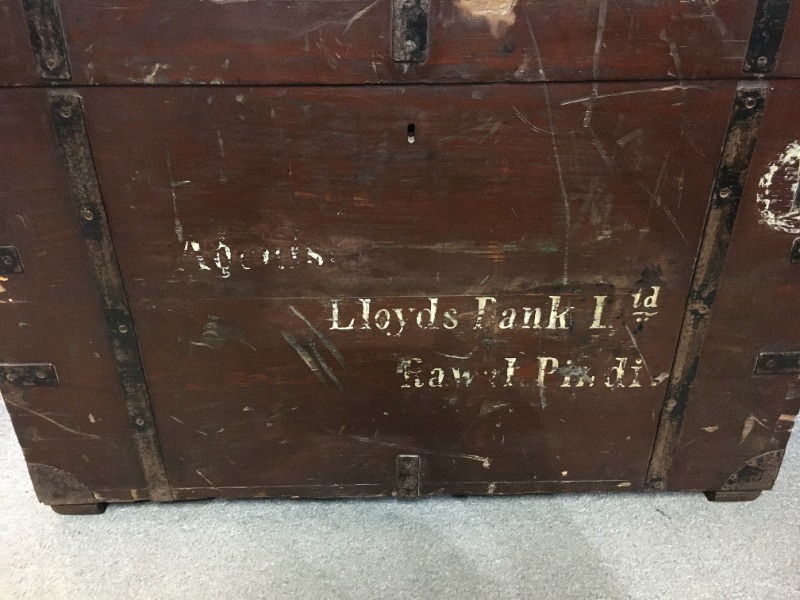 Agents
Lloyds Bank Ltd
Rawal Pindi.